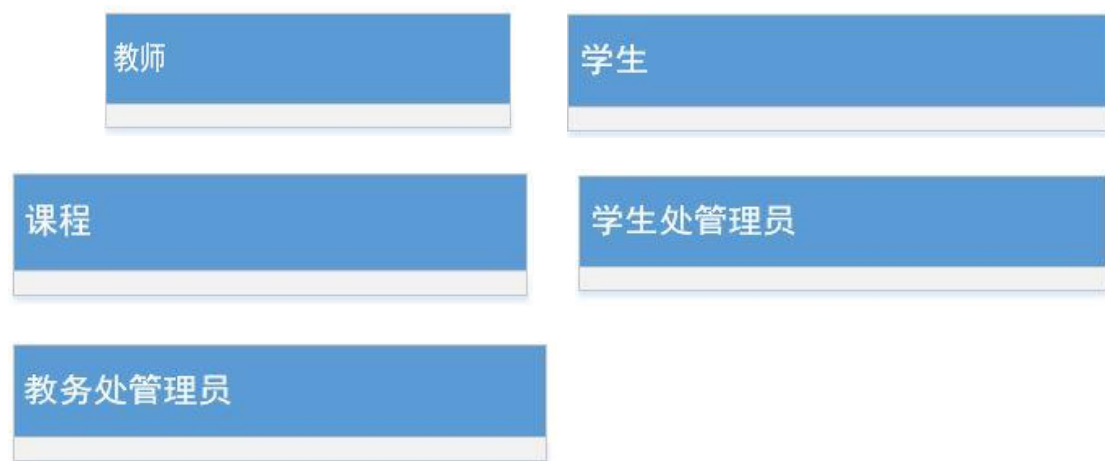 教师
学生
课程
学生处管理员
教务处管理员